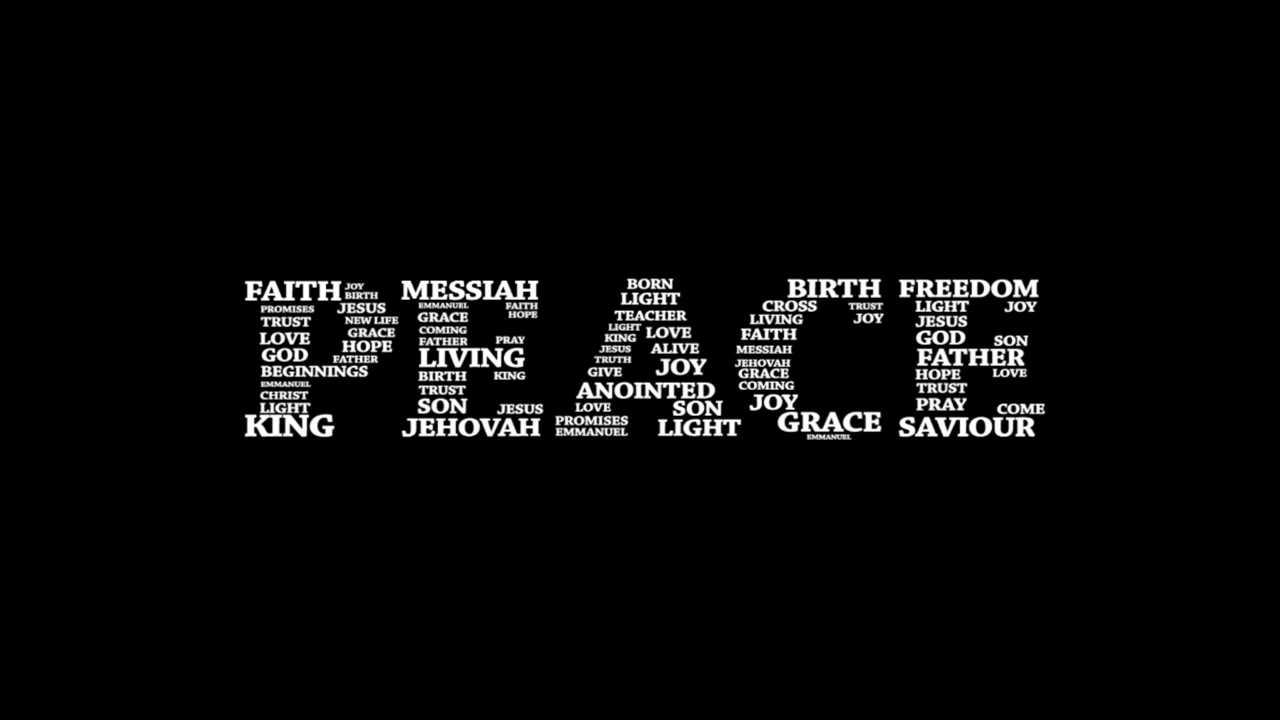 FAITH JOY
BIRTH
PROMISES JESUS
TRUST NEW LIFE
LOVE GRACE
GOD HOPE
FATHER
BEGINNINGS
EMMANUEL
CHRIST
LIGHT
KING
MESSIAH
EMMANUEL FAITH
GRACE HOPE
COMING
FATHER PRAY
LIVING
BIRTH KING
TRUST
SON JESUS
JEHOVAH
BORN
LIGHT
TEACHER
LIGHT LOVE
KING
JESUS ALIVE
TRUTH JOY
GIVE
ANOINTED
LOVE SON
PROMISES LIGHT
EMMANUEL
BIRTH
CROSS TRUST
LIVING JOY
FAITH
MESSIAH
JEHOVAH
GRACE
COMING
JOY
GRACE
EMMANUEL
FREEDOM
LIGHT JOY
JESUS
GOD SON
FATHER
HOPE LOVE
TRUST
PRAY COME
SAVIOUR